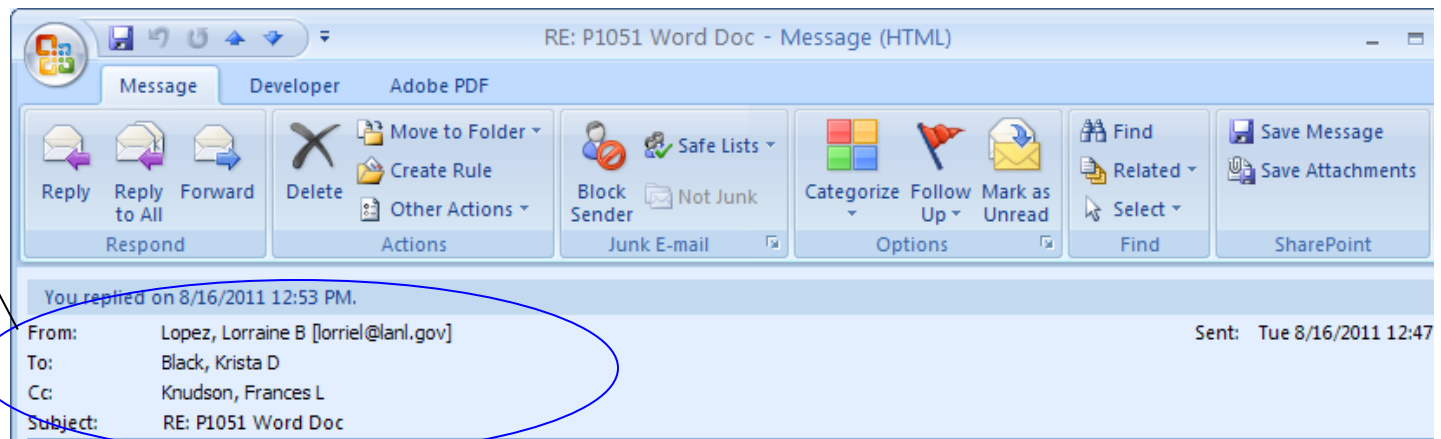 RE: P1051 Word Doc - Message (HTML)
Message Developer Adobe PDF
Reply
Reply to All
Forward
Respond
Delete
Move to Folder
Create Rule
Other Actions
Actions
Block Sender
Safe Lists
Not Junk
Junk E-mail
Categorize
Follow Up
Mark as Unread
Options
Find
Related
Select
Find
Save Message
Save Attachments
SharePoint
You replied on 8/16/2011 12:53 PM.
From: Lopez, Lorraine B [lorriel@lanl.gov] Sent: Tue 8/16/2011 12:47
To: Black, Krista D
Cc: Knudson, Frances L
Subject: RE: P1051 Word Doc